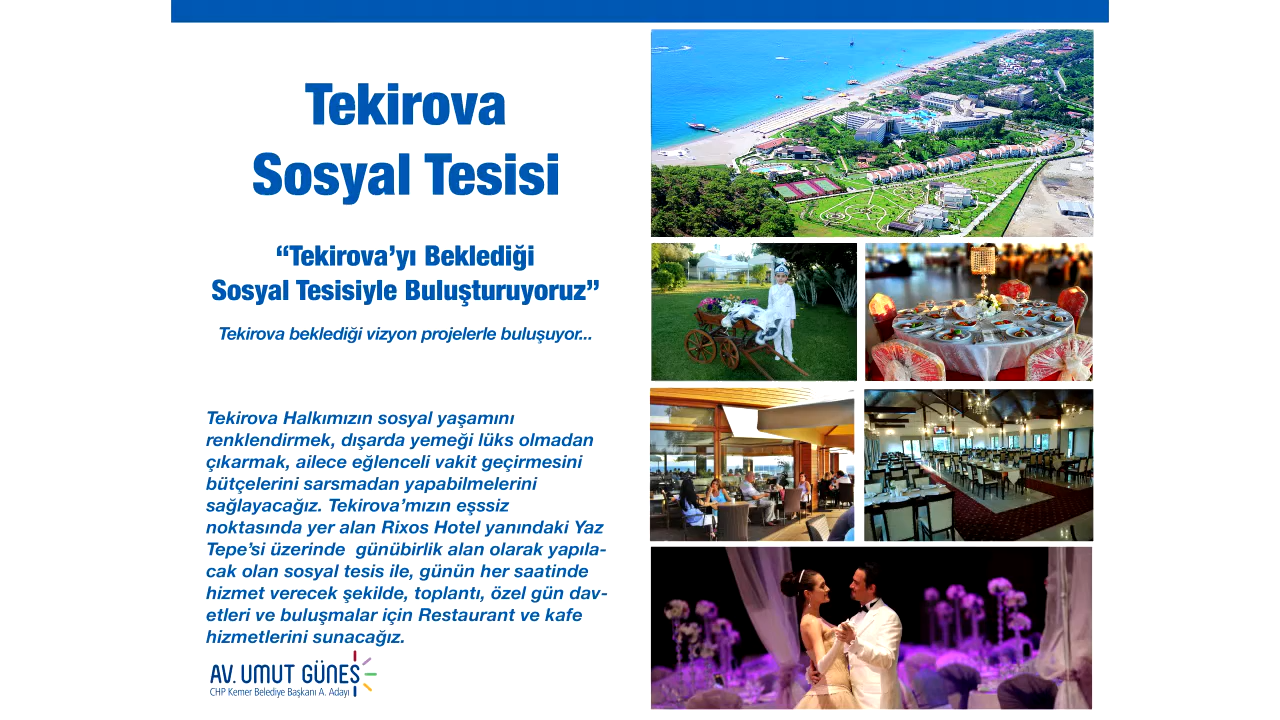 Tekirova
Sosyal Tesisi
“Tekirova’yı Beklediği
Sosyal Tesisiyle Buluşturuyoruz”
Tekirova beklediği vizyon projelerle buluşuyor...
Tekirova Halkımızın sosyal yaşamını
renklendirmek, dışarda yemeği lüks olmadan
çıkarmak, ailece eğlenceli vakit geçirmesini
bütçelerini sarsmadan yapabilmelerini
sağlayacağız. Tekirova’mızın eşssiz
noktasında yer alan Rixos Hotel yanındaki Yaz
Tepe’si üzerinde  günübirlik alan olarak yapıla-
cak olan sosyal tesis ile, günün her saatinde
hizmet verecek şekilde, toplantı, özel gün dav-
etleri ve buluşmalar için Restaurant ve kafe
hizmetlerini sunacağız.
AV. UMUT GÜNEŞ
CHP Kemer Belediye Başkanı A. Adayı